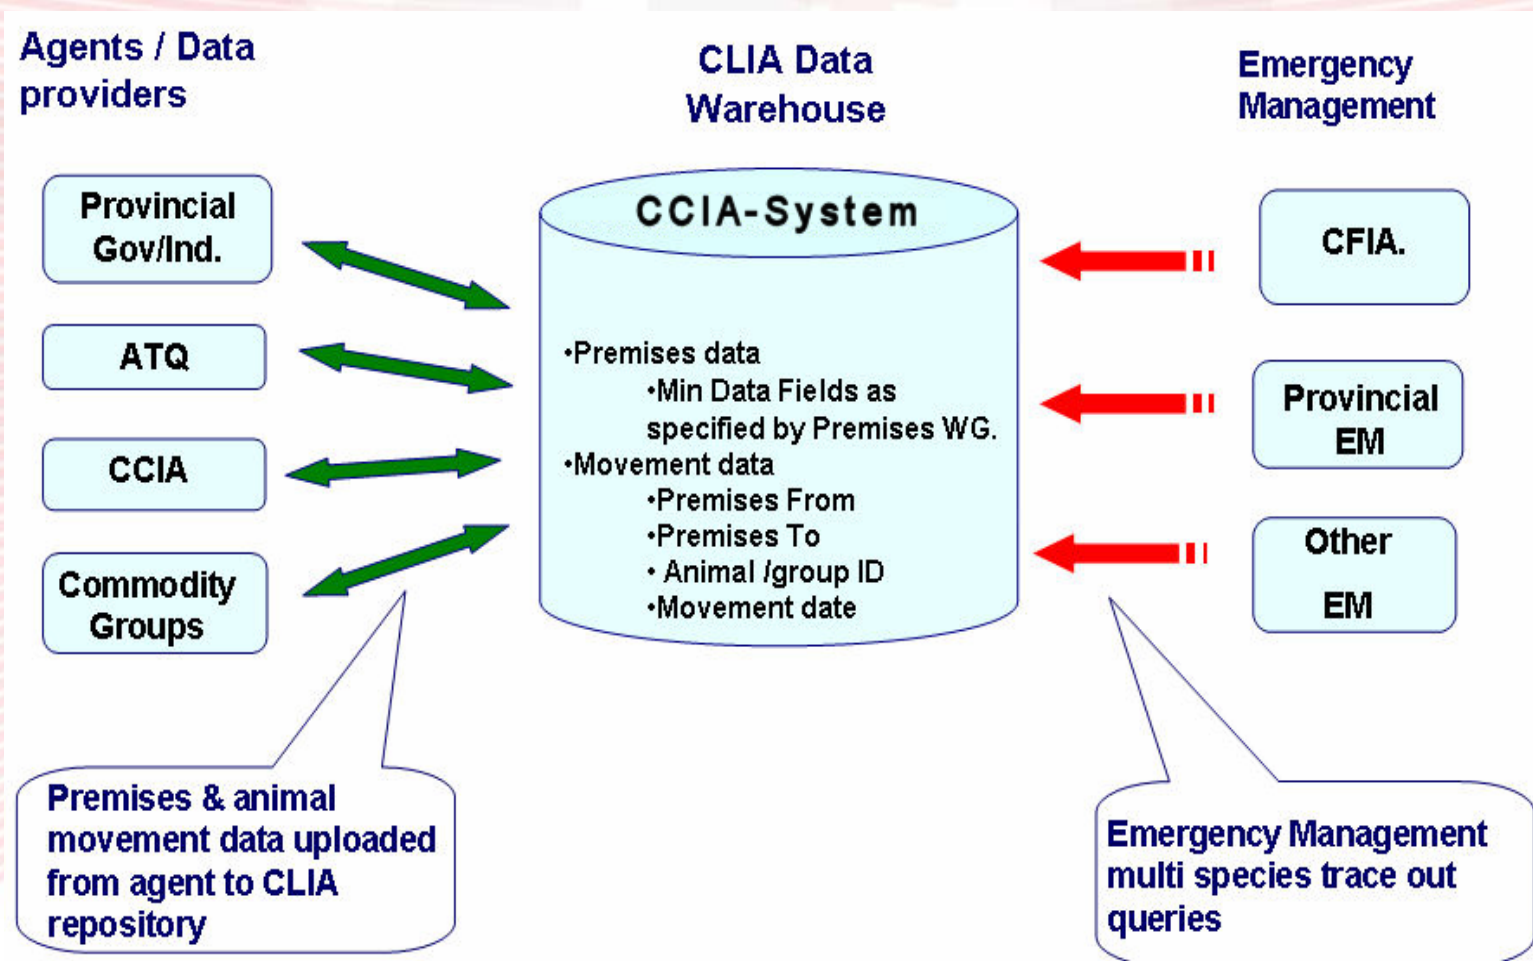 Agents / Data
providers
CLIA Data
Warehouse
Emergency
Management
Provincial
Gov/Ind.
ATQ
CCIA
Commodity
Groups
CCIA-System
•Premises data
•Min Data Fields as
specified by Premises WG.
•Movement data
•Premises From
•Premises To
• Animal /group ID
•Movement date
CFIA.
Provincial
EM
Other
EM
Premises & animal
movement data uploaded
from agent to CLIA
repository
Emergency Management
multi species trace out
queries